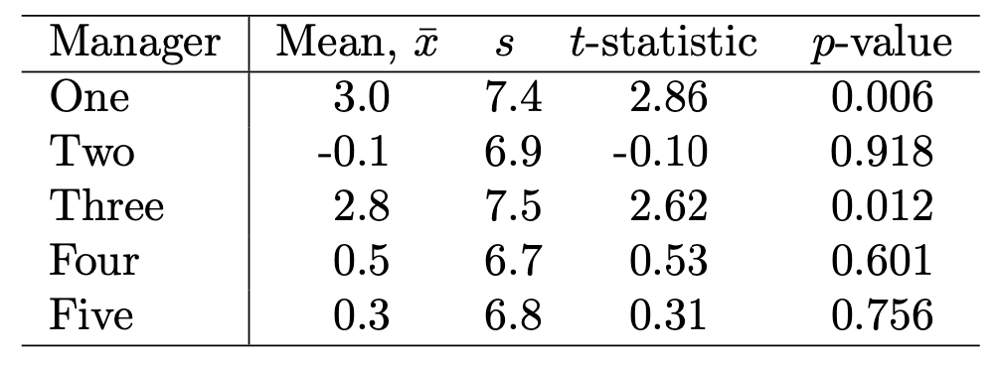 Manager Mean, x̄ s t-statistic p-value
One 3.0 7.4 2.86 0.006
Two -0.1 6.9 -0.10 0.918
Three 2.8 7.5 2.62 0.012
Four 0.5 6.7 0.53 0.601
Five 0.3 6.8 0.31 0.756